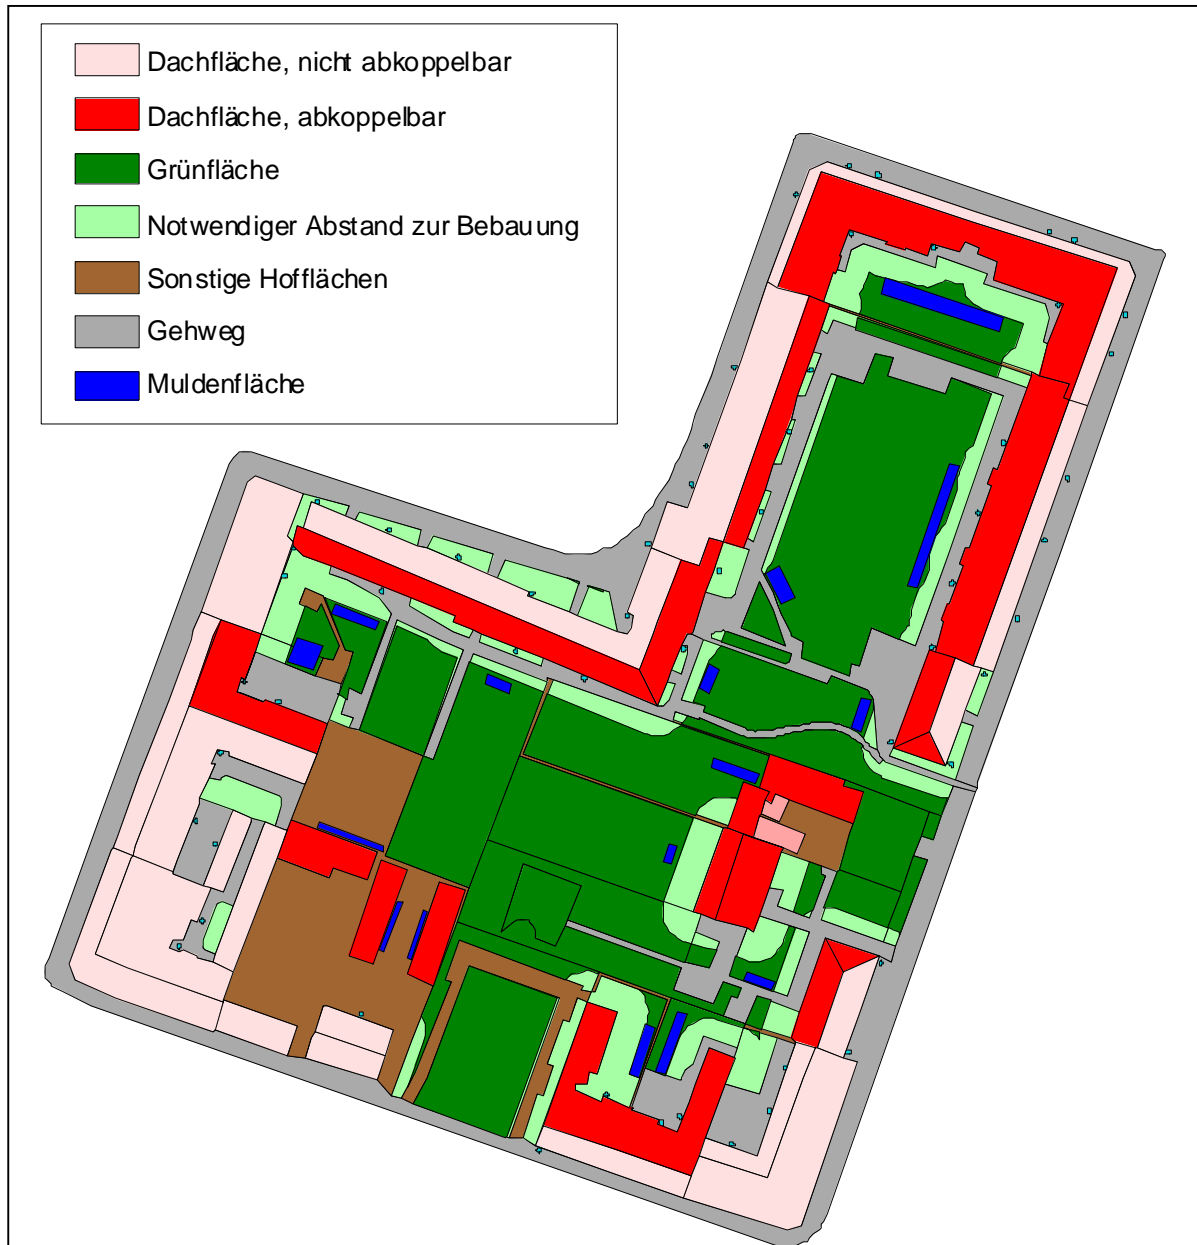 Dachfläche, nicht abkoppelbar
Dachfläche, abkoppelbar
Grünfläche
Notwendiger Abstand zur Bebauung
Sonstige Hofflächen
Gehweg
Muldenfläche